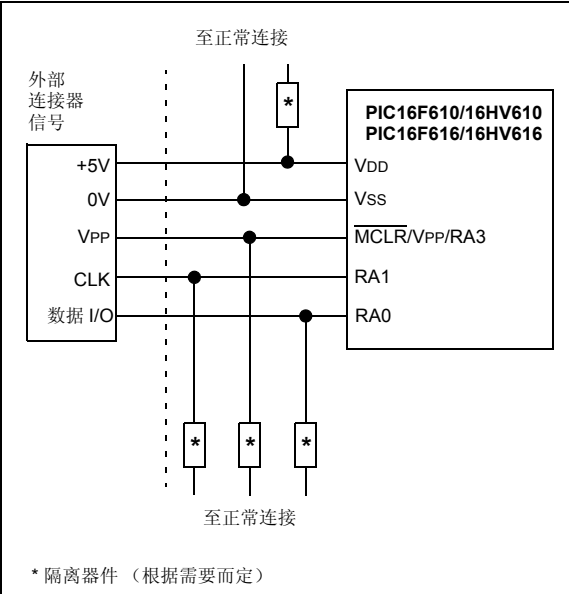 至正常连接
外部
连接器
信号
*
PIC16F610/16HV610
PIC16F616/16HV616
+5V
VDD
0V
VSS
VPP
MCLR/VPP/RA3
CLK
RA1
数据 I/O
RA0
* * *
至正常连接
* 隔离器件 （根据需要而定）